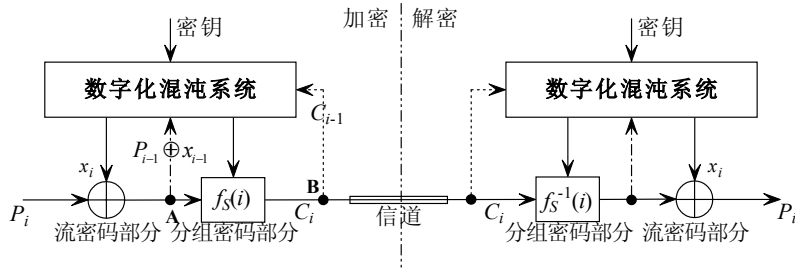 加密 解密
密钥
密钥
数字化混沌系统
数字化混沌系统
C_{i-1}
P_{i-1}⊕x_{i-1}
x_i
x_i
B
f_S(i)
f_S^{-1}(i)
P_i
A
C_i
信道
C_i
P_i
流密码部分
分组密码部分
分组密码部分
流密码部分